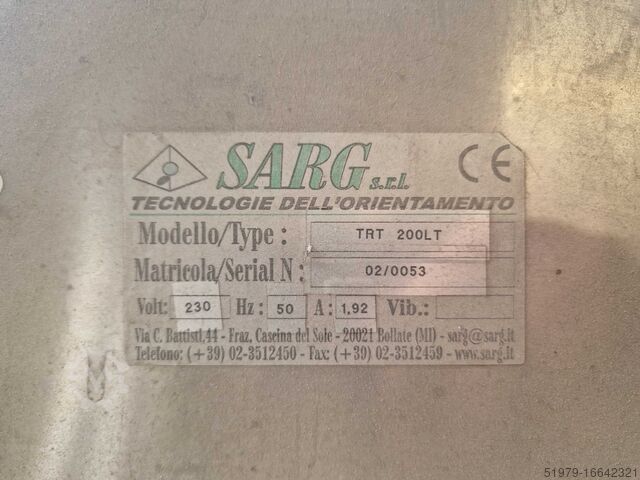 SARG s.r.l.
CE
TECNOLOGIE DELL'ORIENTAMENTO
Modello/Type : TRT 200LT
Matricola/Serial N : 02/0053
Volt: 230 Hz : 50 A : 1.92 Vib.:
Via C. Battisti,44 - Fraz. Cascina del Sole - 20021 Bollate (MI) - sarg@sarg.it
Telefono: (+39) 02-3512450 - Fax: (+39) 02-3512459 - www.sarg.it
51979-16642321